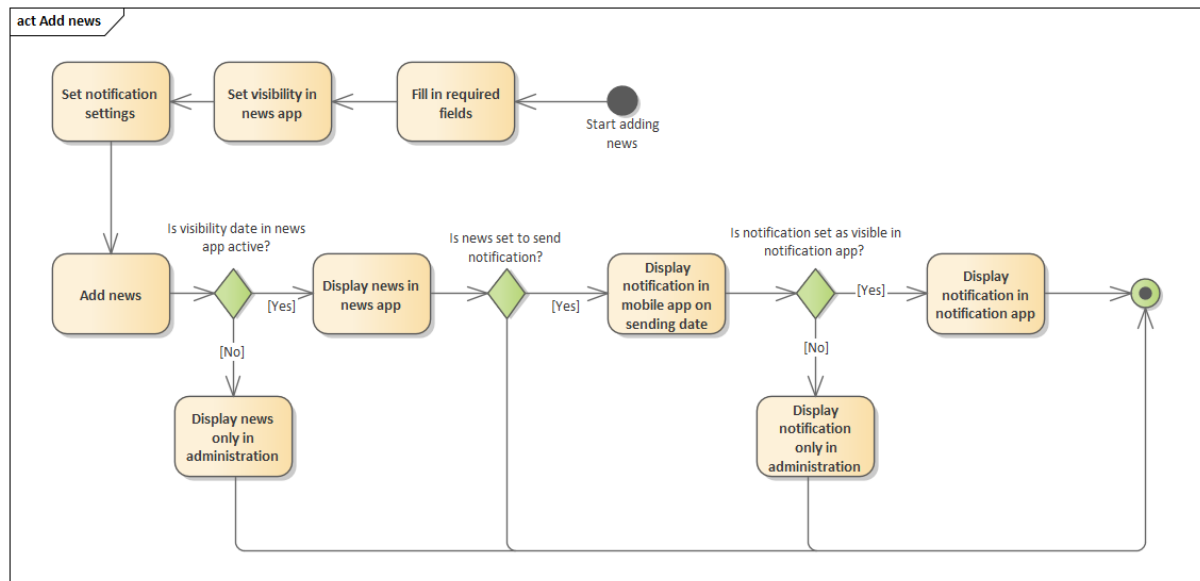 act Add news
Set notification
settings
Set visibility in
news app
Fill in required
fields
Start adding
news
Is visibility date in news
app active?
Is news set to send
notification?
Is notification set as visible in
notification app?
Add news
[Yes]
Display news in
news app
[Yes]
Display
notification in
mobile app on
sending date
[Yes]
Display
notification in
notification app
[No]
[No]
Display news
only in
administration
Display
notification
only in
administration